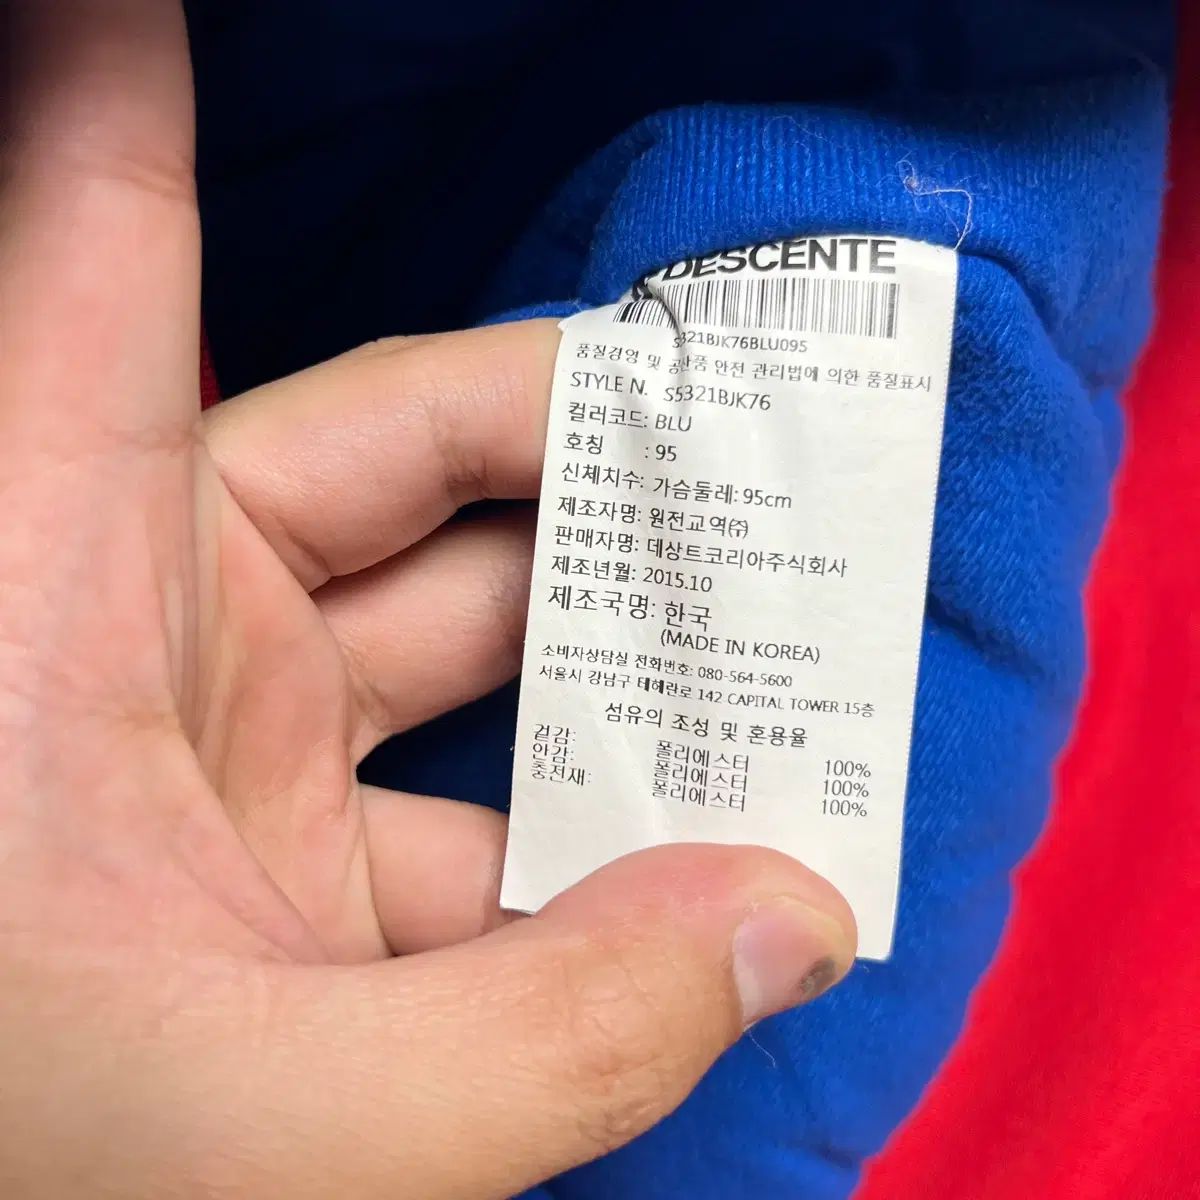 DESCENTE
S5321BJK76BLU095
품질경영 및 공산품 안전 관리법에 의한 품질표시
STYLE N. S5321BJK76
컬러코드: BLU
호칭 : 95
신체치수: 가슴둘레: 95cm
제조자명: 원전교역㈜
판매자명: 데상트코리아주식회사
제조년월: 2015.10
제조국명: 한국
(MADE IN KOREA)
소비자상담실 전화번호: 080-564-5600
서울시 강남구 테헤란로 142 CAPITAL TOWER 15층
섬유의 조성 및 혼용율
겉감: 폴리에스터 100%
안감: 폴리에스터 100%
충전재: 폴리에스터 100%